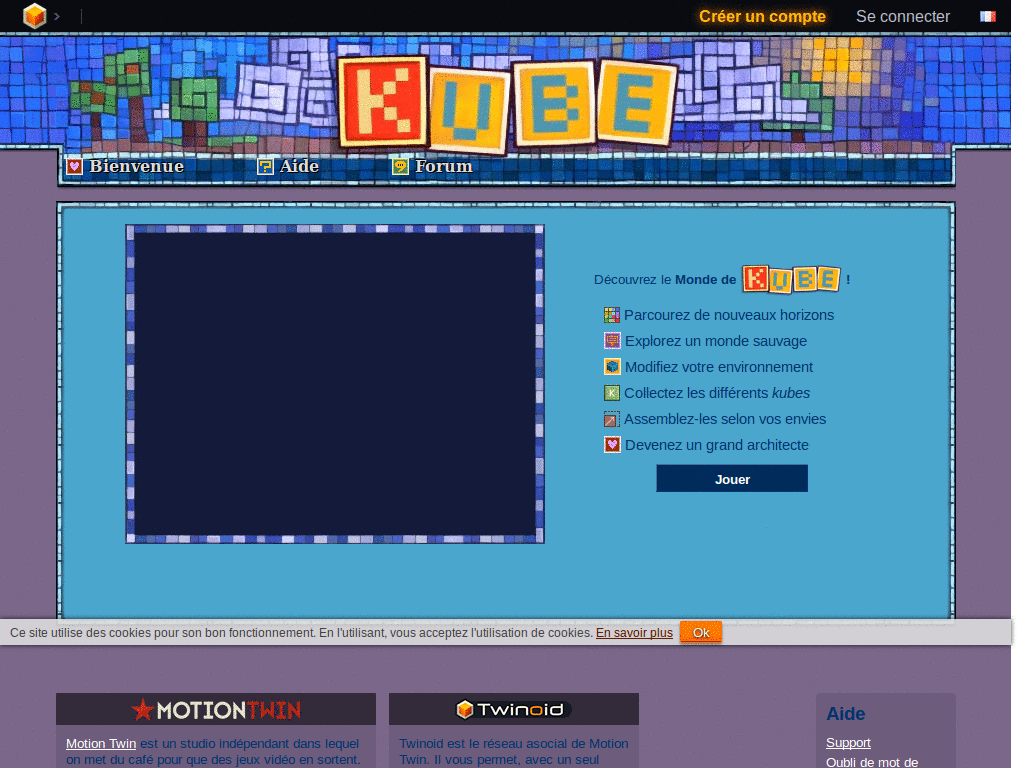 Créer un compte
Se connecter
KUBE
Bienvenue
Aide
Forum
Découvrez le Monde de KUBE !
Parcourez de nouveaux horizons
Explorez un monde sauvage
Modifiez votre environnement
Collectez les différents kubes
Assemblez-les selon vos envies
Devenez un grand architecte
Jouer
Ce site utilise des cookies pour son bon fonctionnement. En l'utilisant, vous acceptez l'utilisation de cookies. En savoir plus Ok
MOTIONTWIN
Motion Twin est un studio indépendant dans lequel
on met du café pour que des jeux vidéo en sortent.
Twinoid
Twinoid est le réseau asocial de Motion
Twin. Il vous permet, avec un seul
Aide
Support
Oubli de mot de